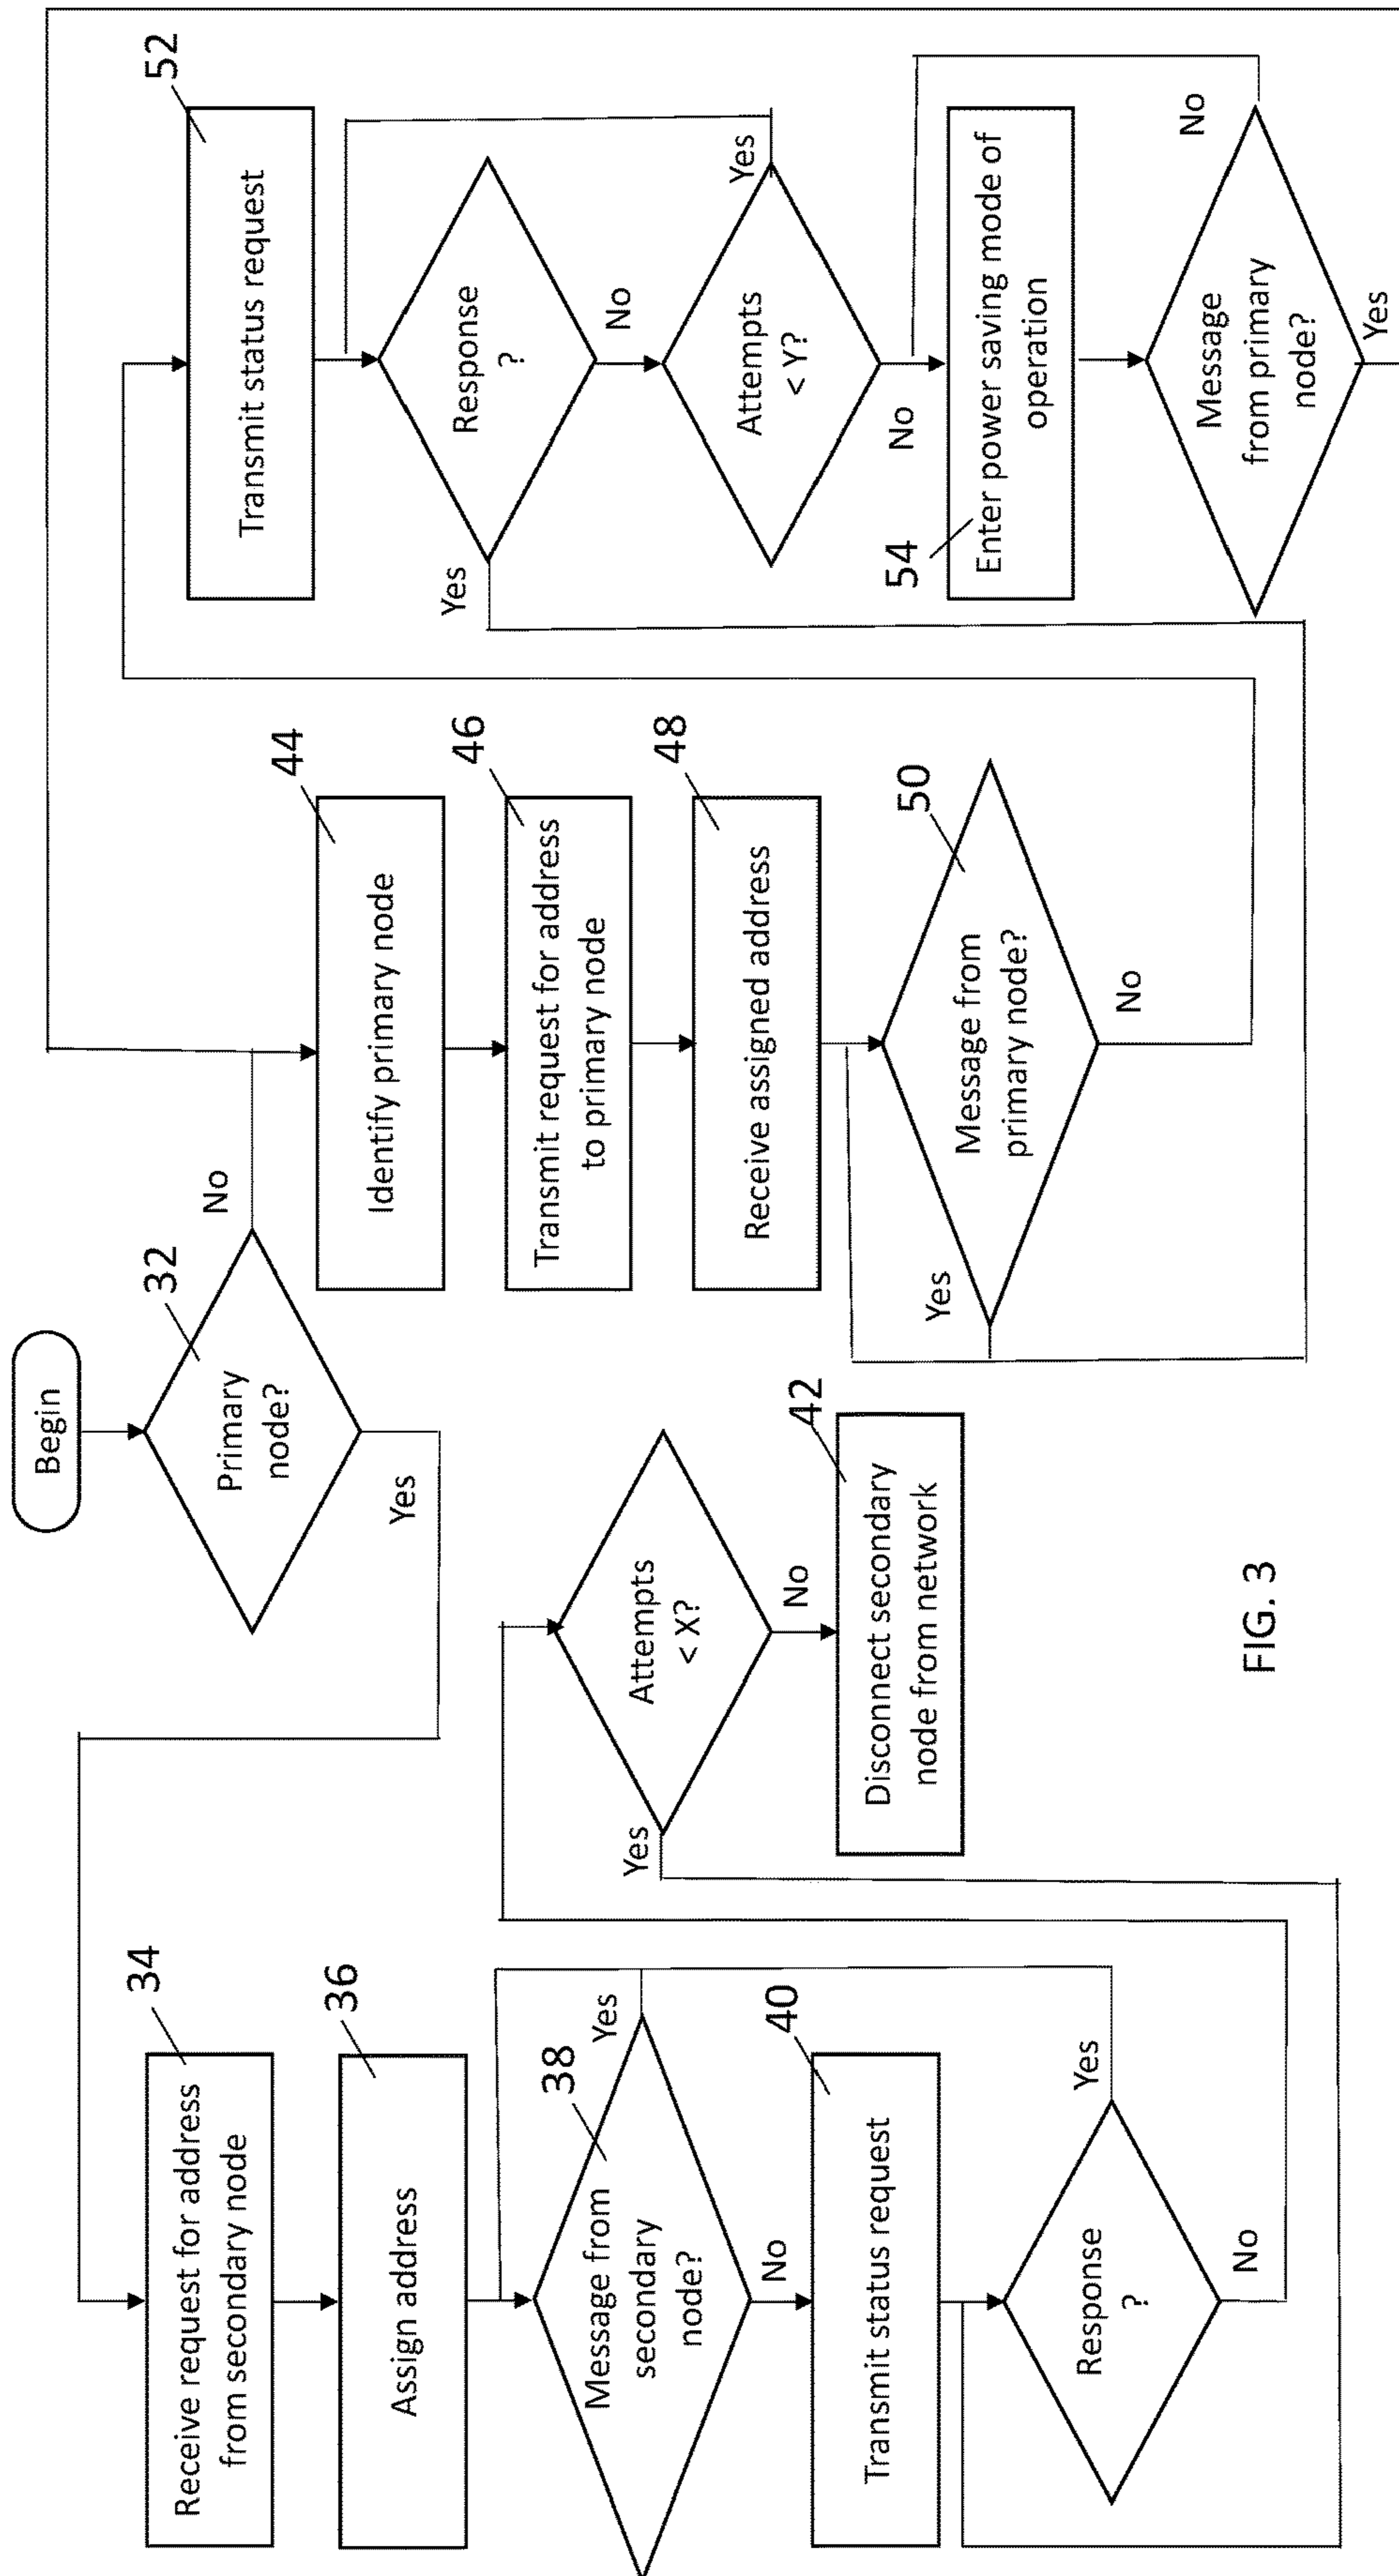 Begin
32
Primary
node?
Yes
No
34
Receive request for address
from secondary node
36
Assign address
38
Message from
secondary
node?
Yes
No
40
Transmit status request
Response
?
Yes
No
Attempts
< X?
Yes
No
42
Disconnect secondary
node from network
44
Identify primary node
46
Transmit request for address
to primary node
48
Receive assigned address
50
Message from
primary node?
Yes
No
52
Transmit status request
Response
?
Yes
No
Attempts
< Y?
Yes
No
54
Enter power saving mode of
operation
Message
from primary
node?
No
Yes
FIG. 3